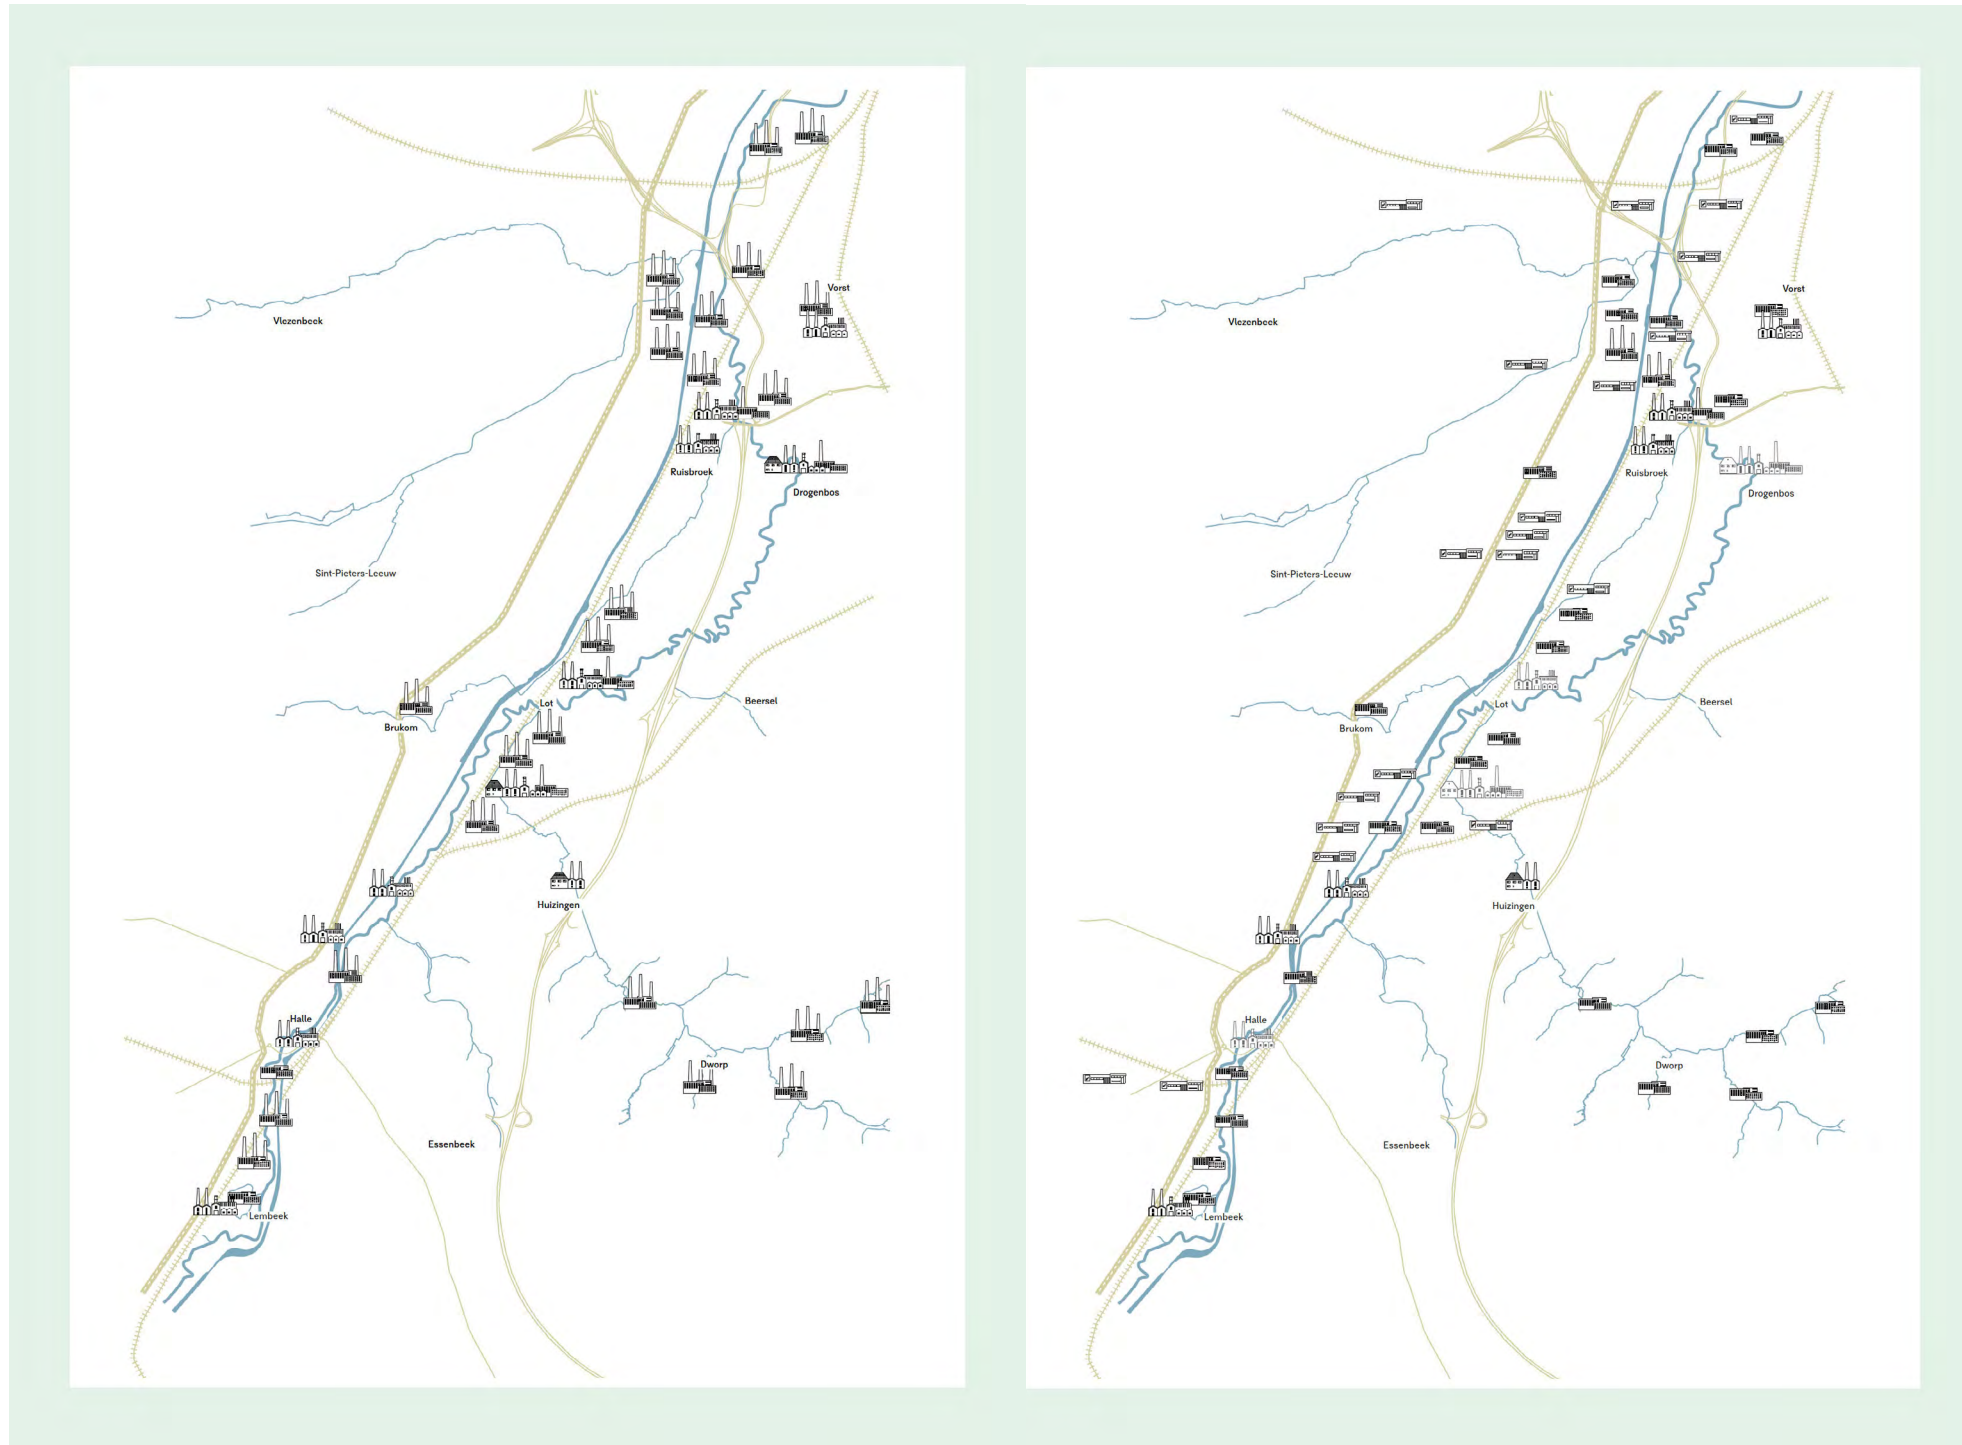 Vorst
Vlezenbeek
Ruisbroek
Drogenbos
Sint-Pieters-Leeuw
Beersel
Lot
Brukom
Huizingen
Halle
Dworp
Essenbeek
Lembeek
Vorst
Vlezenbeek
Ruisbroek
Drogenbos
Sint-Pieters-Leeuw
Beersel
Lot
Brukom
Huizingen
Halle
Dworp
Essenbeek
Lembeek